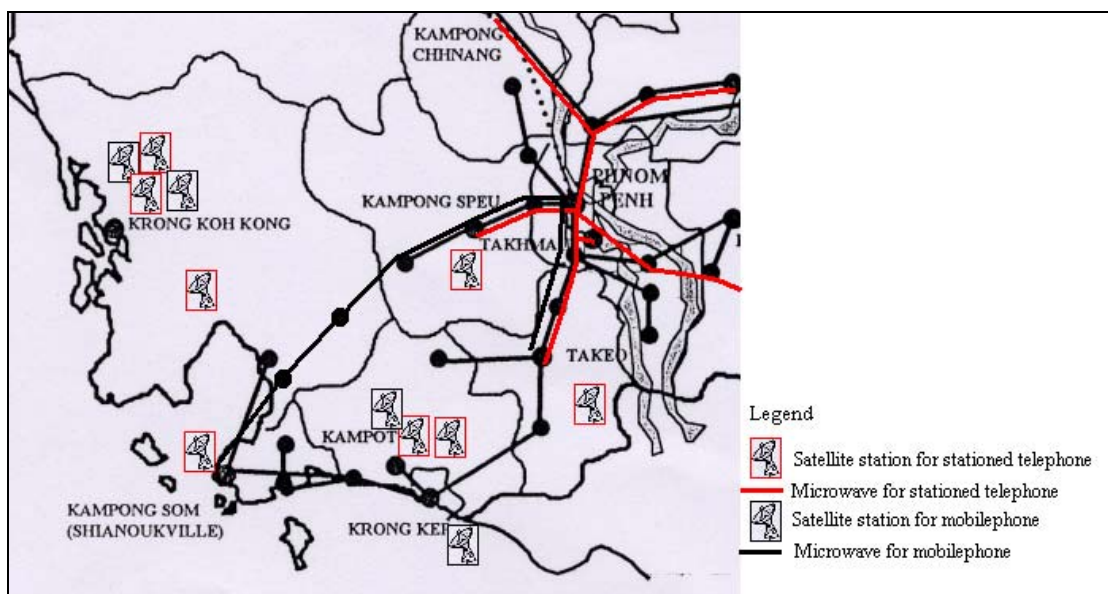 KAMPONG
CHHNANG
PHNOM
PENH
KAMPONG SPEU
TAKHMA
KRONG KOH KONG
TAKEO
KAMPOT
KAMPONG SOM
(SHIANOUKVILLE)
KRONG KEP
Legend
Satellite station for stationed telephone
Microwave for stationed telephone
Satellite station for mobilephone
Microwave for mobilephone